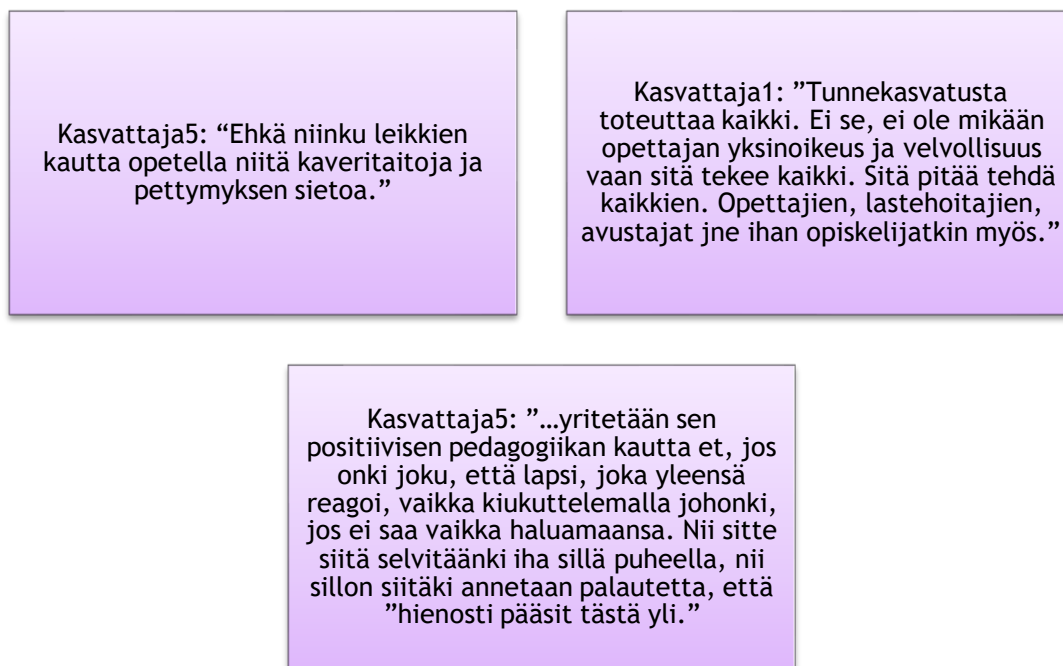 Kasvattaja5: “Ehkä niinku leikkien
kautta opetella niitä kaveritaitoja ja
pettymyksen sietoa.”
Kasvattaja1: ”Tunnekasvatusta
toteuttaa kaikki. Ei se, ei ole mikään
opettajan yksinoikeus ja velvollisuus
vaan sitä tekee kaikki. Sitä pitää tehdä
kaikkien. Opettajien, lastehoitajien,
avustajat jne ihan opiskelijatkin myös.”
Kasvattaja5: ”…yritetään sen
positiivisen pedagogiikan kautta et, jos
onki joku, että lapsi, joka yleensä
reagoi, vaikka kiukuttelemalla johonki,
jos ei saa vaikka haluamaansa. Nii sitte
siitä selvitäänki iha sillä puheella, nii
sillon siitäki annetaan palautetta, että
”hienosti pääsit tästä yli.”